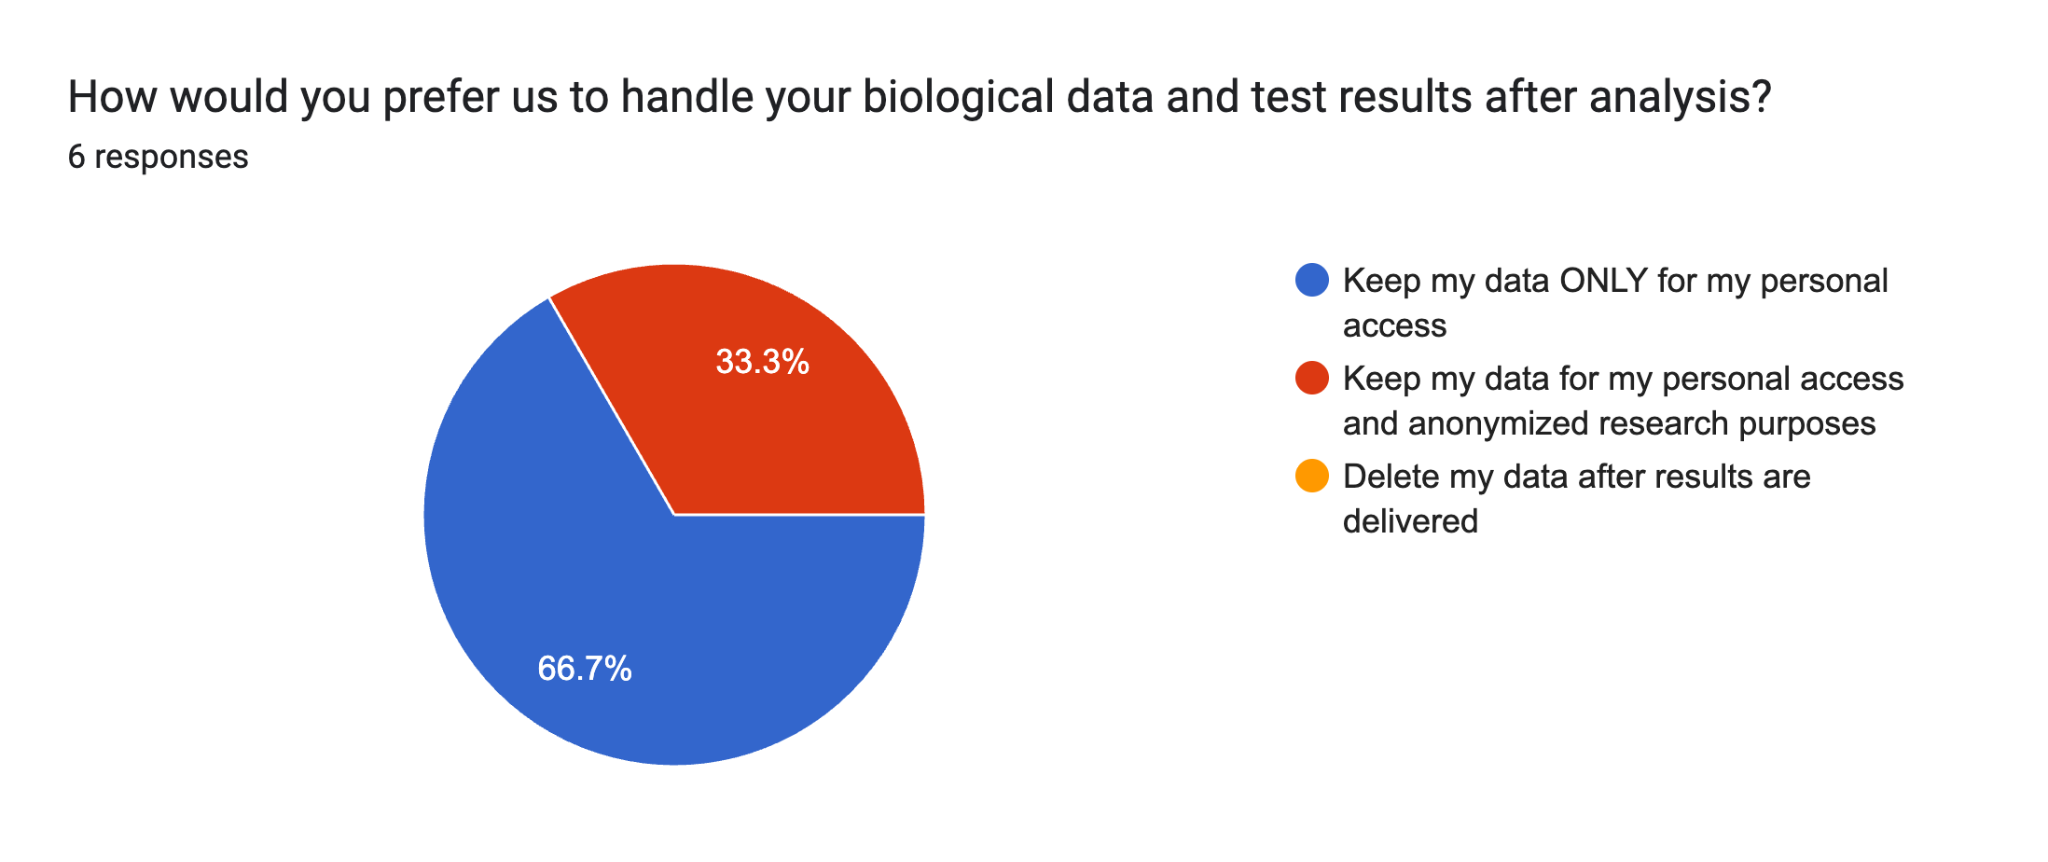 How would you prefer us to handle your biological data and test results after analysis?
6 responses
33.3%
66.7%
Keep my data ONLY for my personal
access
Keep my data for my personal access
and anonymized research purposes
Delete my data after results are
delivered